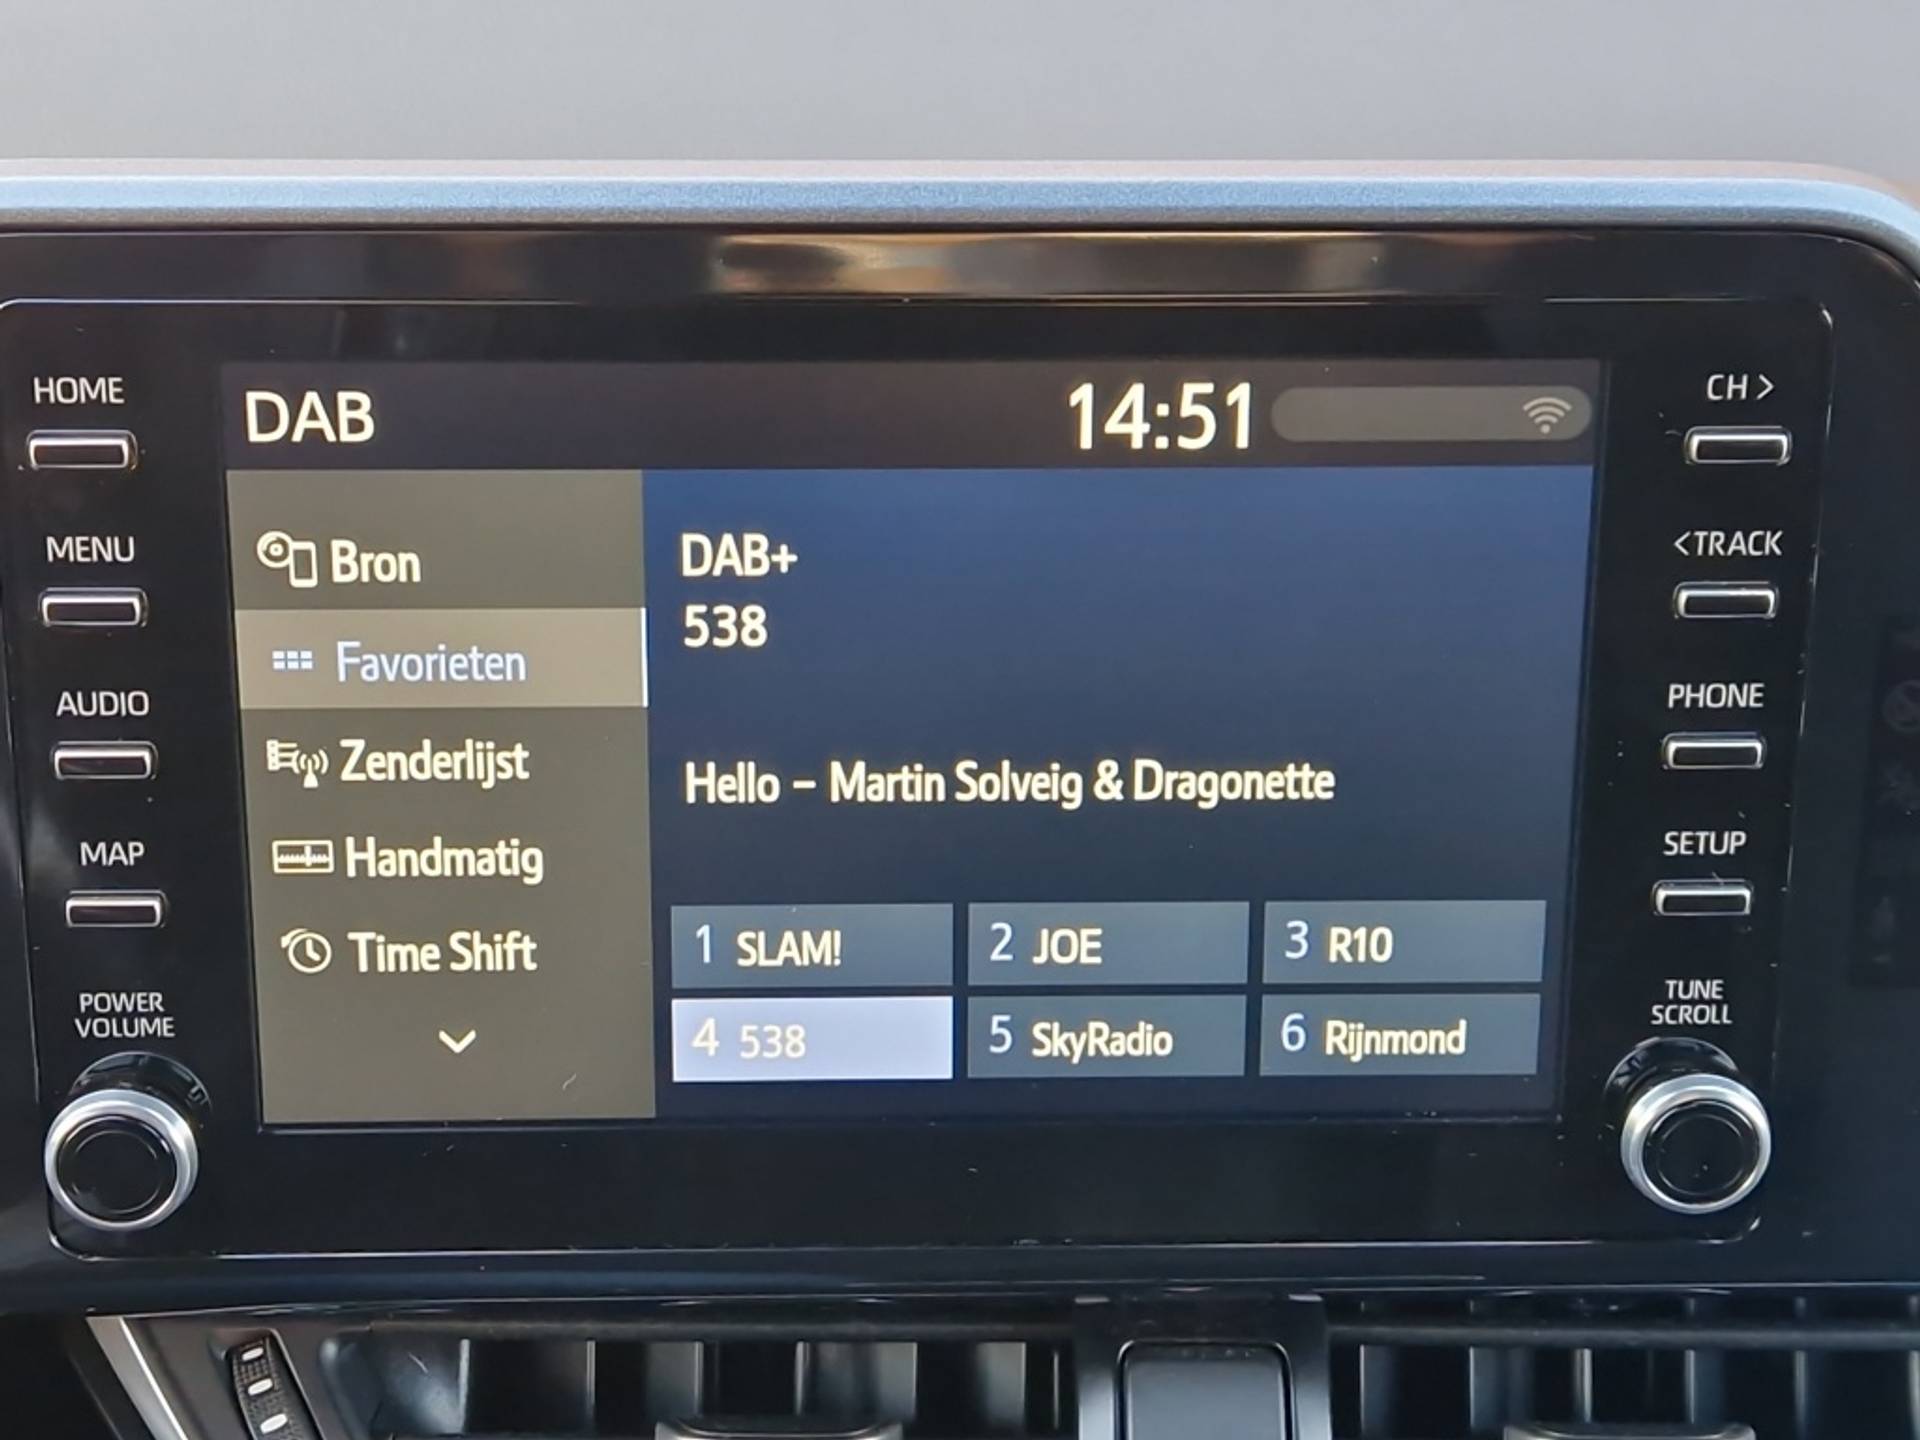 HOME
MENU
AUDIO
MAP
POWER
VOLUME
DAB
14:51
Bron
Favorieten
Zenderlijst
Handmatig
Time Shift
DAB+
538
Hello – Martin Solveig & Dragonette
1 SLAM!
2 JOE
3 R10
4 538
5 SkyRadio
6 Rijnmond
CH >
< TRACK
PHONE
SETUP
TUNE
SCROLL